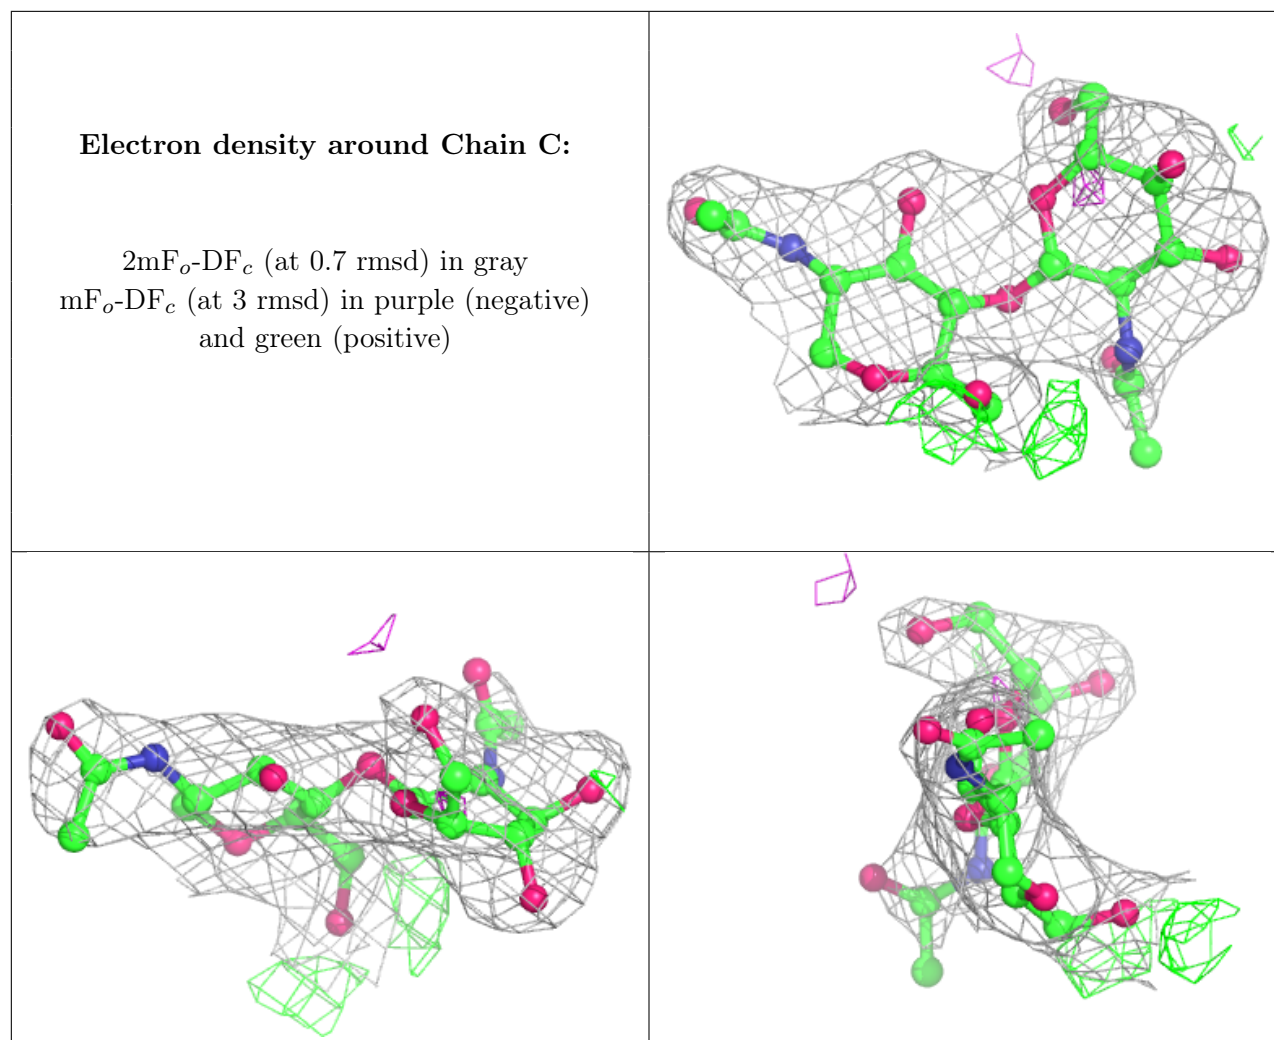 Electron density around Chain C:
2mFo-DFc (at 0.7 rmsd) in gray
mFo-DFc (at 3 rmsd) in purple (negative)
and green (positive)